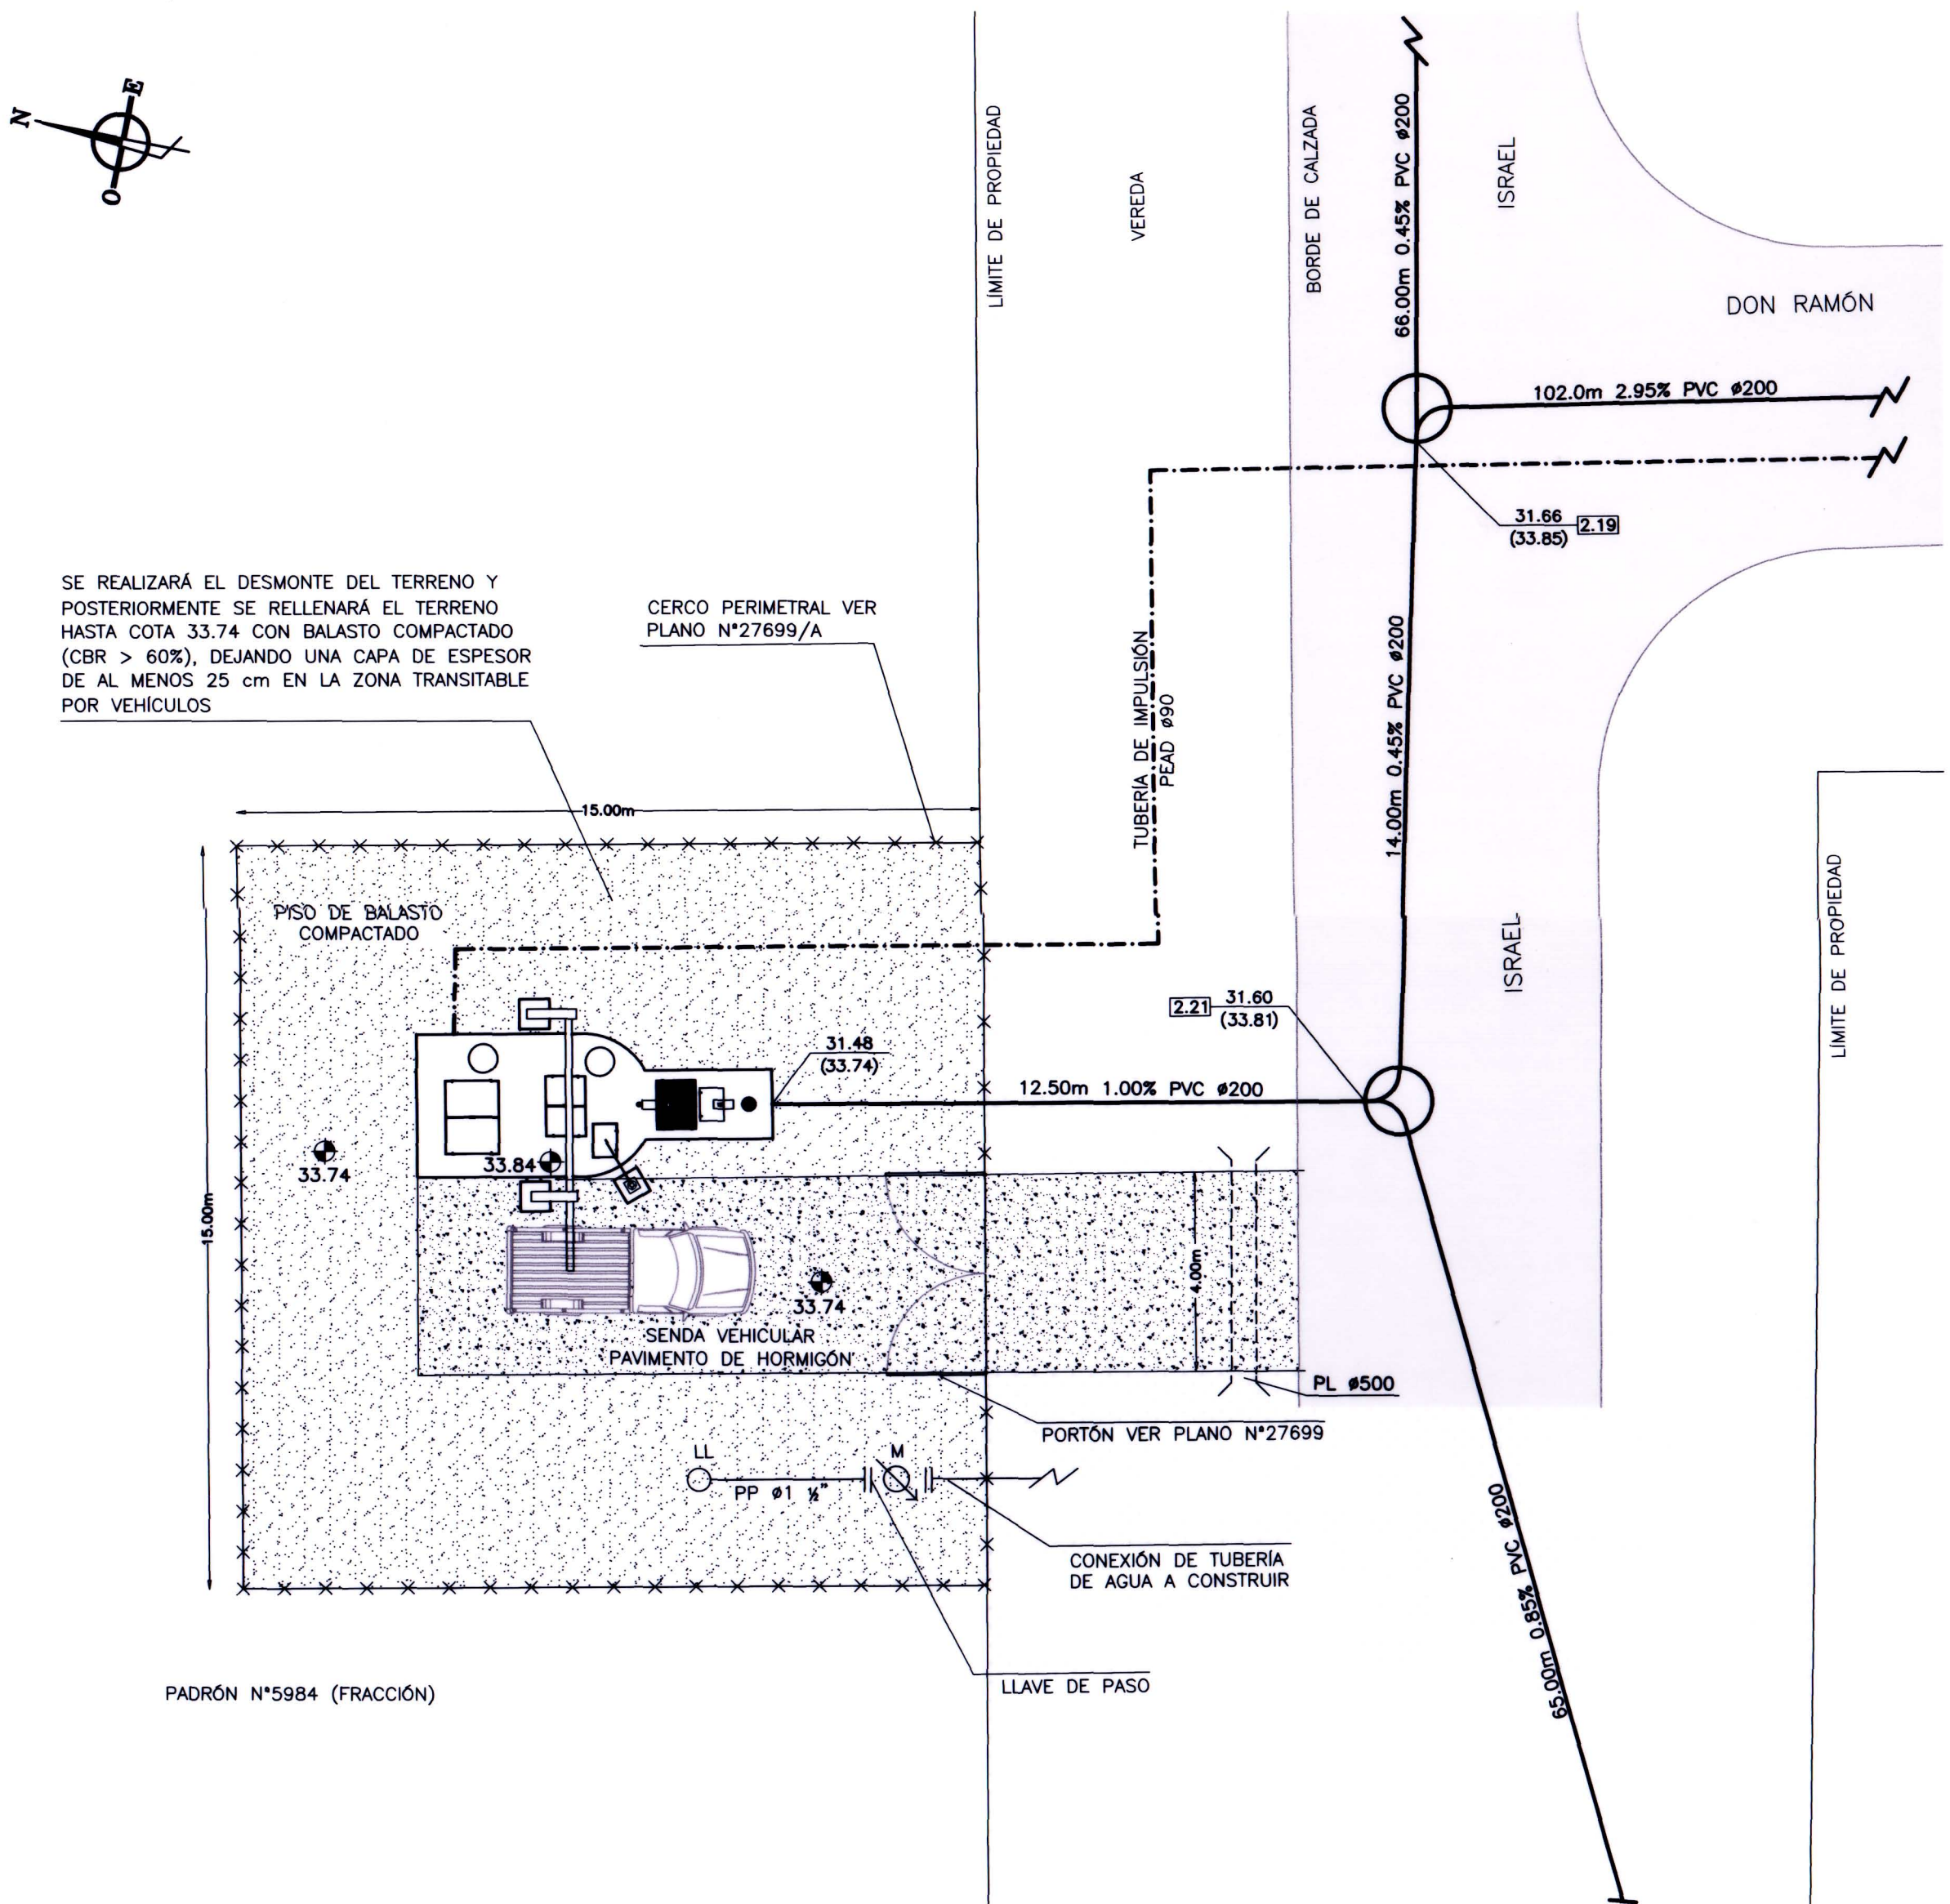 N
E
O
LÍMITE DE PROPIEDAD
VEREDA
BORDE DE CALZADA
66.00m 0.45% PVC ø200
ISRAEL
DON RAMÓN
102.0m 2.95% PVC ø200
31.66
(33.85)
2.19
SE REALIZARÁ EL DESMONTE DEL TERRENO Y
POSTERIORMENTE SE RELLENARÁ EL TERRENO
HASTA COTA 33.74 CON BALASTO COMPACTADO
(CBR > 60%), DEJANDO UNA CAPA DE ESPESOR
DE AL MENOS 25 cm EN LA ZONA TRANSITABLE
POR VEHÍCULOS
CERCO PERIMETRAL VER
PLANO N°27699/A
TUBERÍA DE IMPULSIÓN
PEAD ø90
14.00m 0.45% PVC ø200
15.00m
PISO DE BALASTO
COMPACTADO
LÍMITE DE PROPIEDAD
ISRAEL
2.21
31.60
(33.81)
31.48
(33.74)
12.50m 1.00% PVC ø200
33.74
33.84
15.00m
33.74
4.00m
SENDA VEHICULAR
PAVIMENTO DE HORMIGÓN
PL ø500
PORTÓN VER PLANO N°27699
LL
M
PP ø1 ½"
CONEXIÓN DE TUBERÍA
DE AGUA A CONSTRUIR
65.00m 0.85% PVC ø200
LLAVE DE PASO
PADRÓN N°5984 (FRACCIÓN)